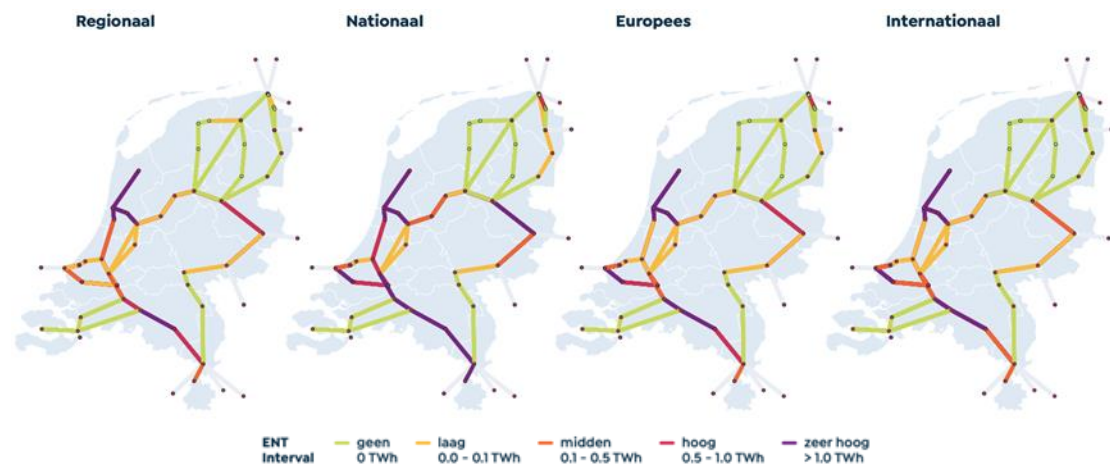 Regionaal
Nationaal
Europees
Internationaal
ENT geen laag midden hoog zeer hoog
Interval 0 TWh 0.0 - 0.1 TWh 0.1 - 0.5 TWh 0.5 - 1.0 TWh > 1.0 TWh